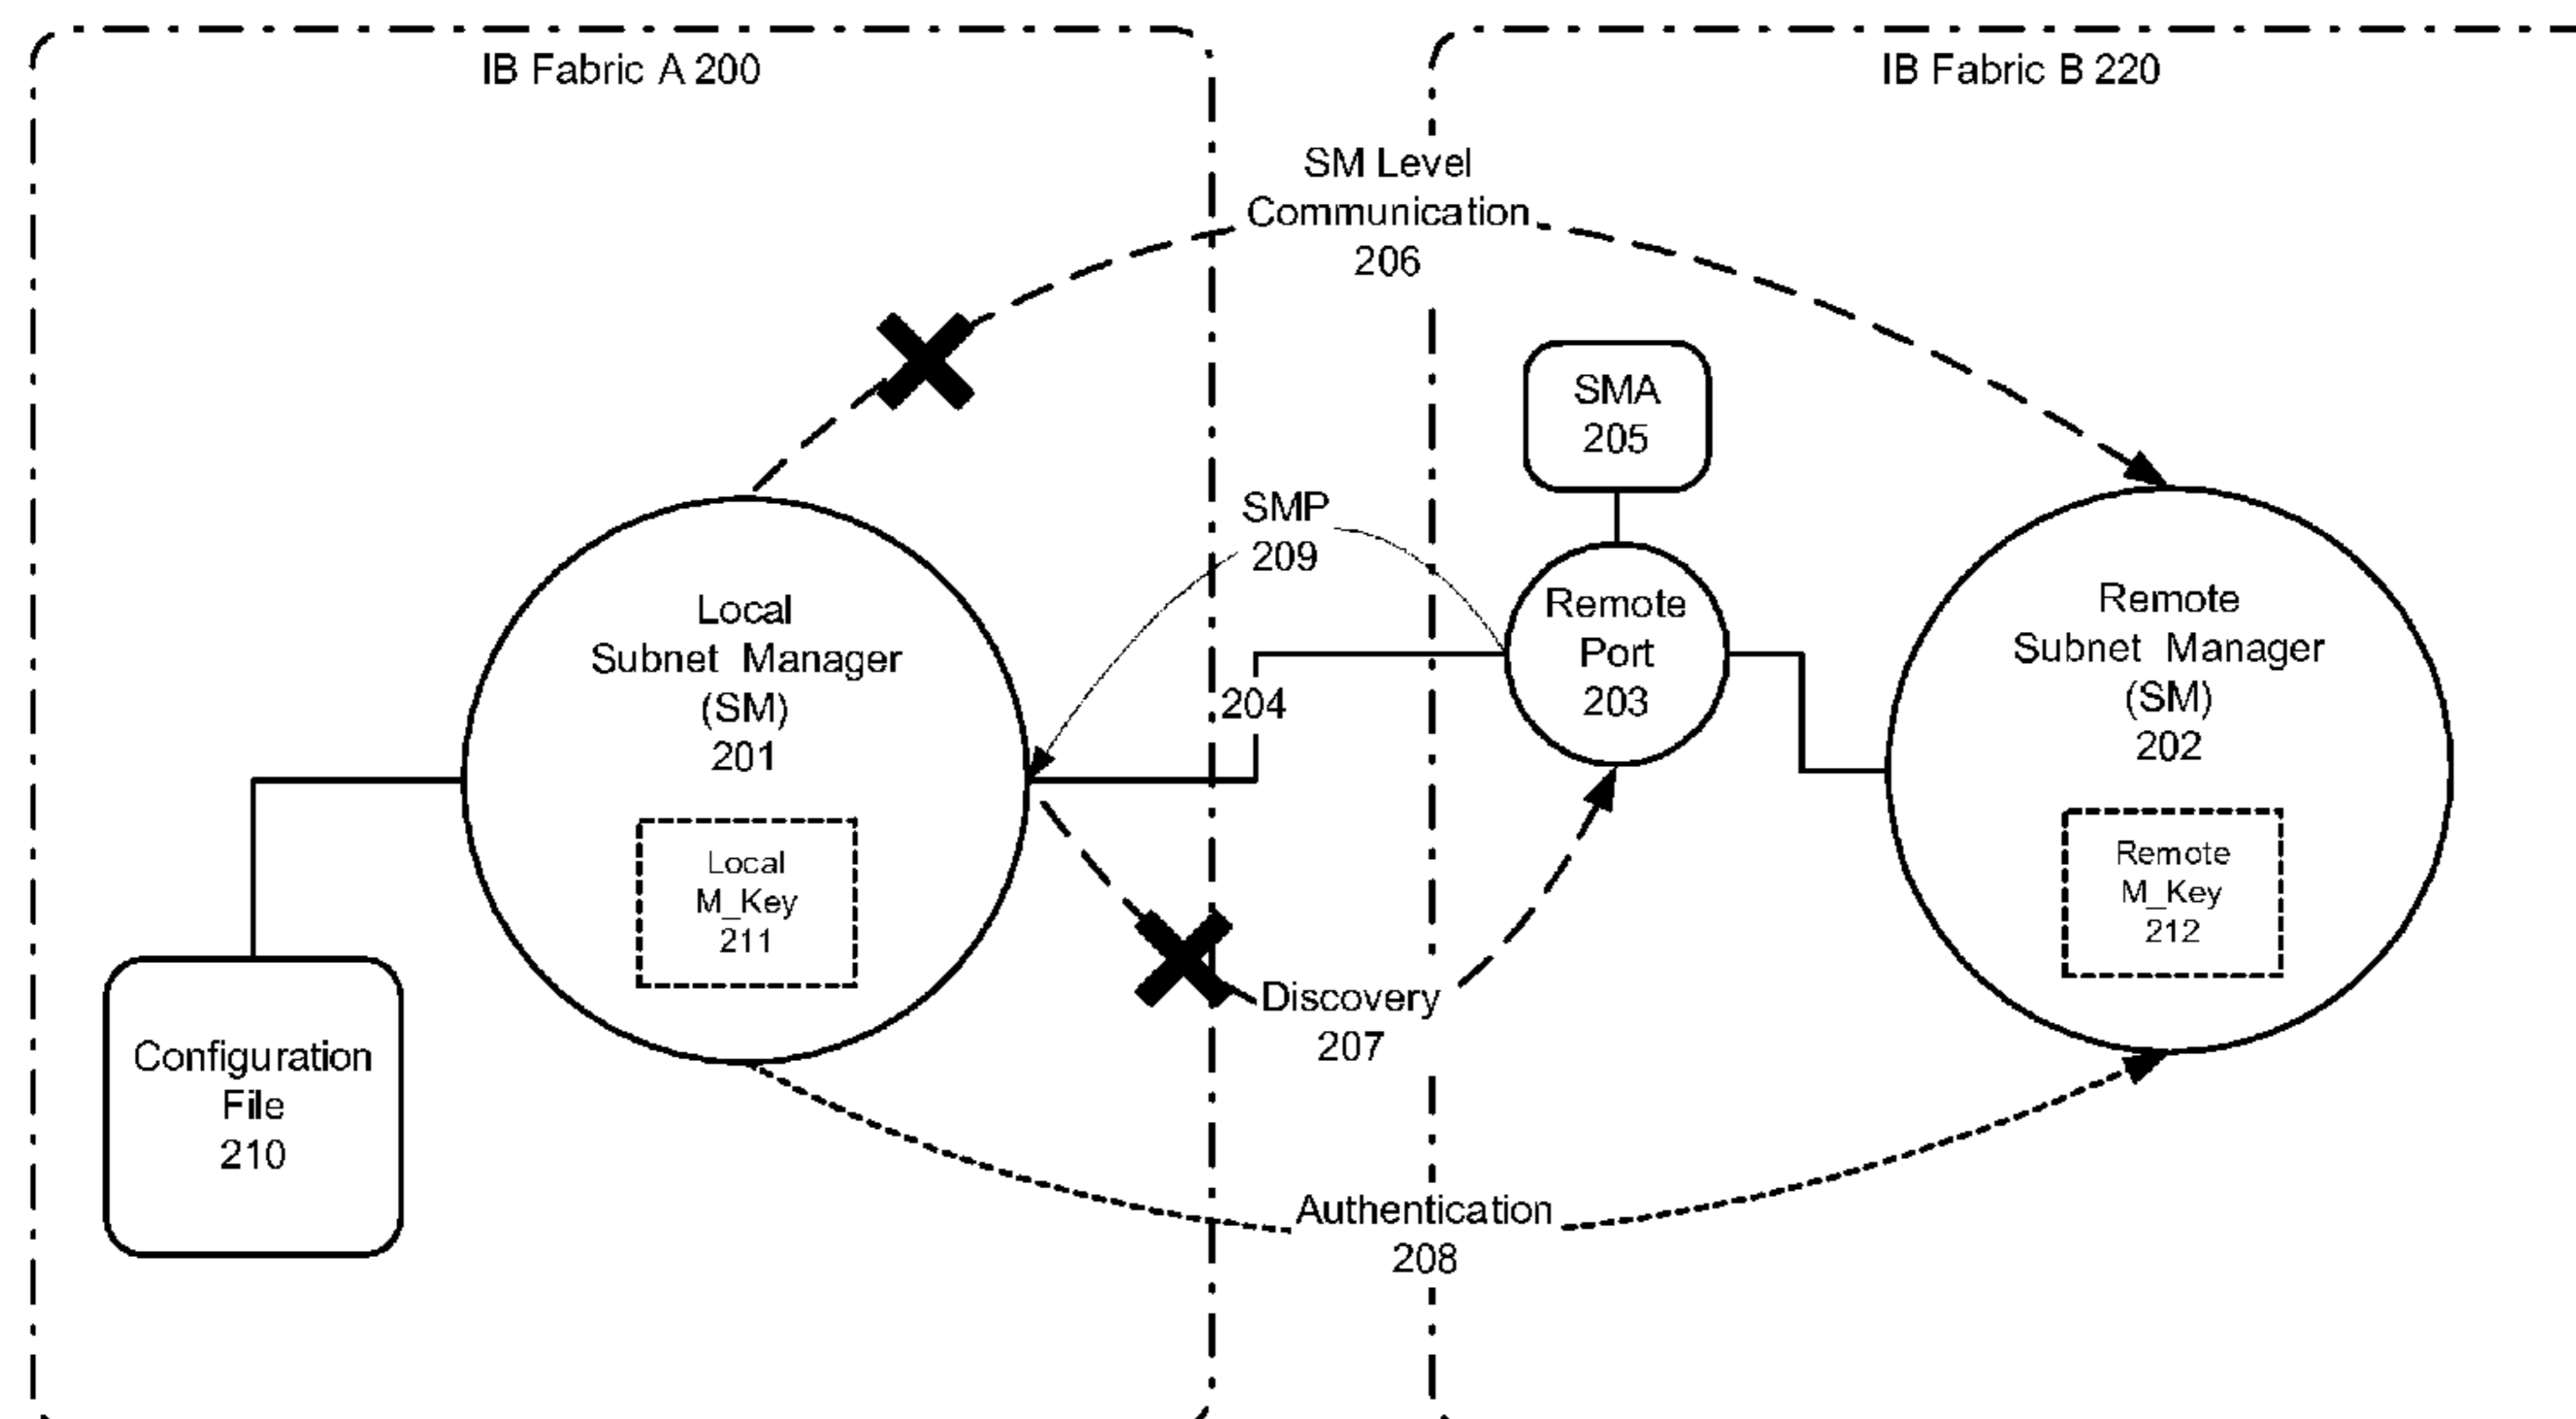 IB Fabric A 200
IB Fabric B 220
SM Level
Communication
206
SMA
205
SMP
209
Local
Subnet Manager
(SM)
201
204
Remote
Port
203
Remote
Subnet Manager
(SM)
202
Local
M_Key
211
Remote
M_Key
212
Discovery
207
Configuration
File
210
Authentication
208